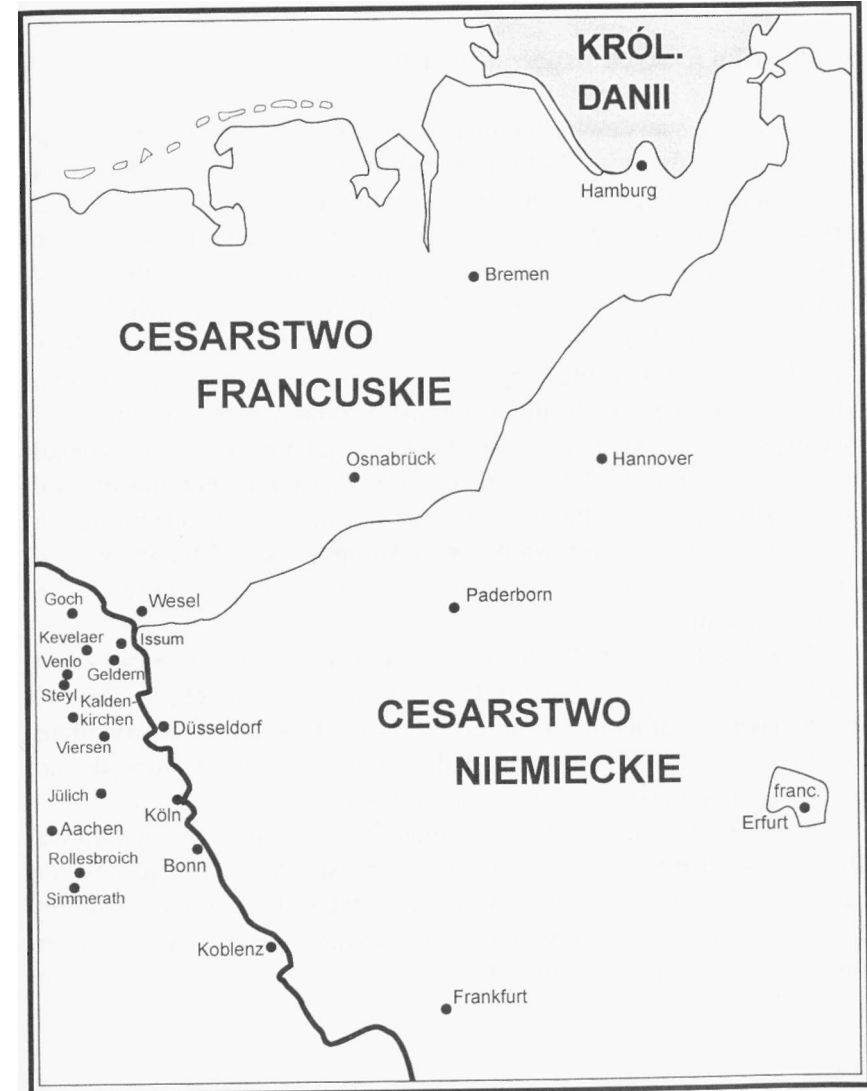 KRÓL.
DANII
Hamburg
Bremen
CESARSTWO
FRANCUSKIE
Osnabrück
Hannover
Goch
Wesel
Paderborn
Kevelaer
Issum
Venlo
Geldern
Steyl
Kalden-
kirchen
Viersen
Düsseldorf
CESARSTWO
NIEMIECKIE
Jülich
Köln
franc.
Erfurt
Aachen
Rollesbroich
Bonn
Simmerath
Koblenz
Frankfurt